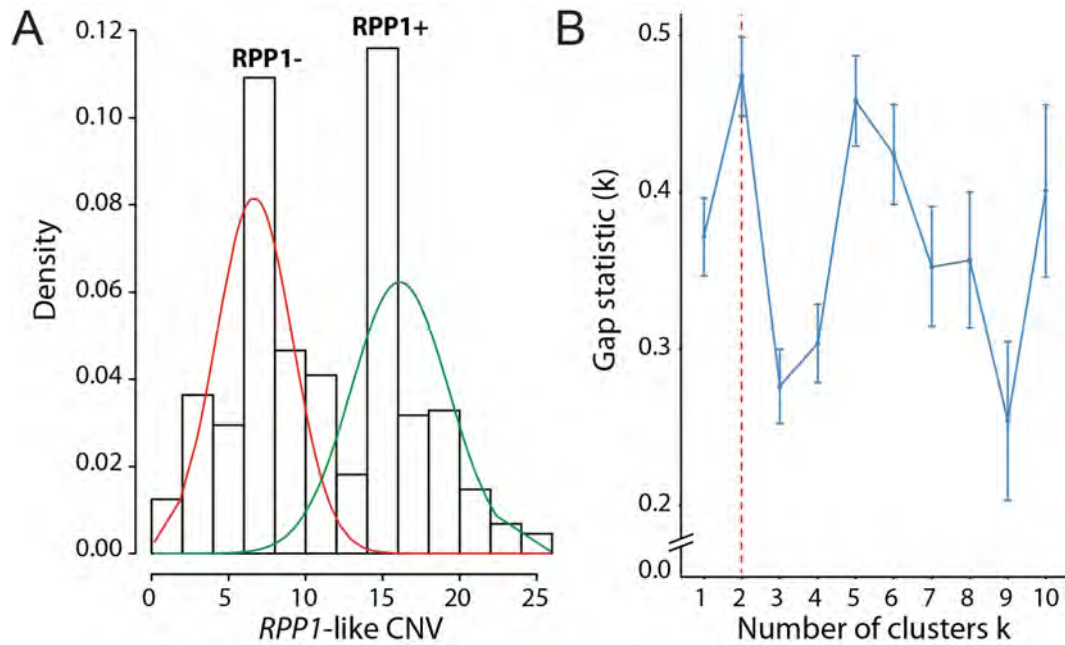 A
RPP1-
RPP1+
0.12
0.10
0.08
0.06
0.04
0.02
0.00
Density
0 5 10 15 20 25
RPP1-like CNV
B
0.5
0.4
0.3
0.2
0.0
Gap statistic (k)
1 2 3 4 5 6 7 8 9 10
Number of clusters k